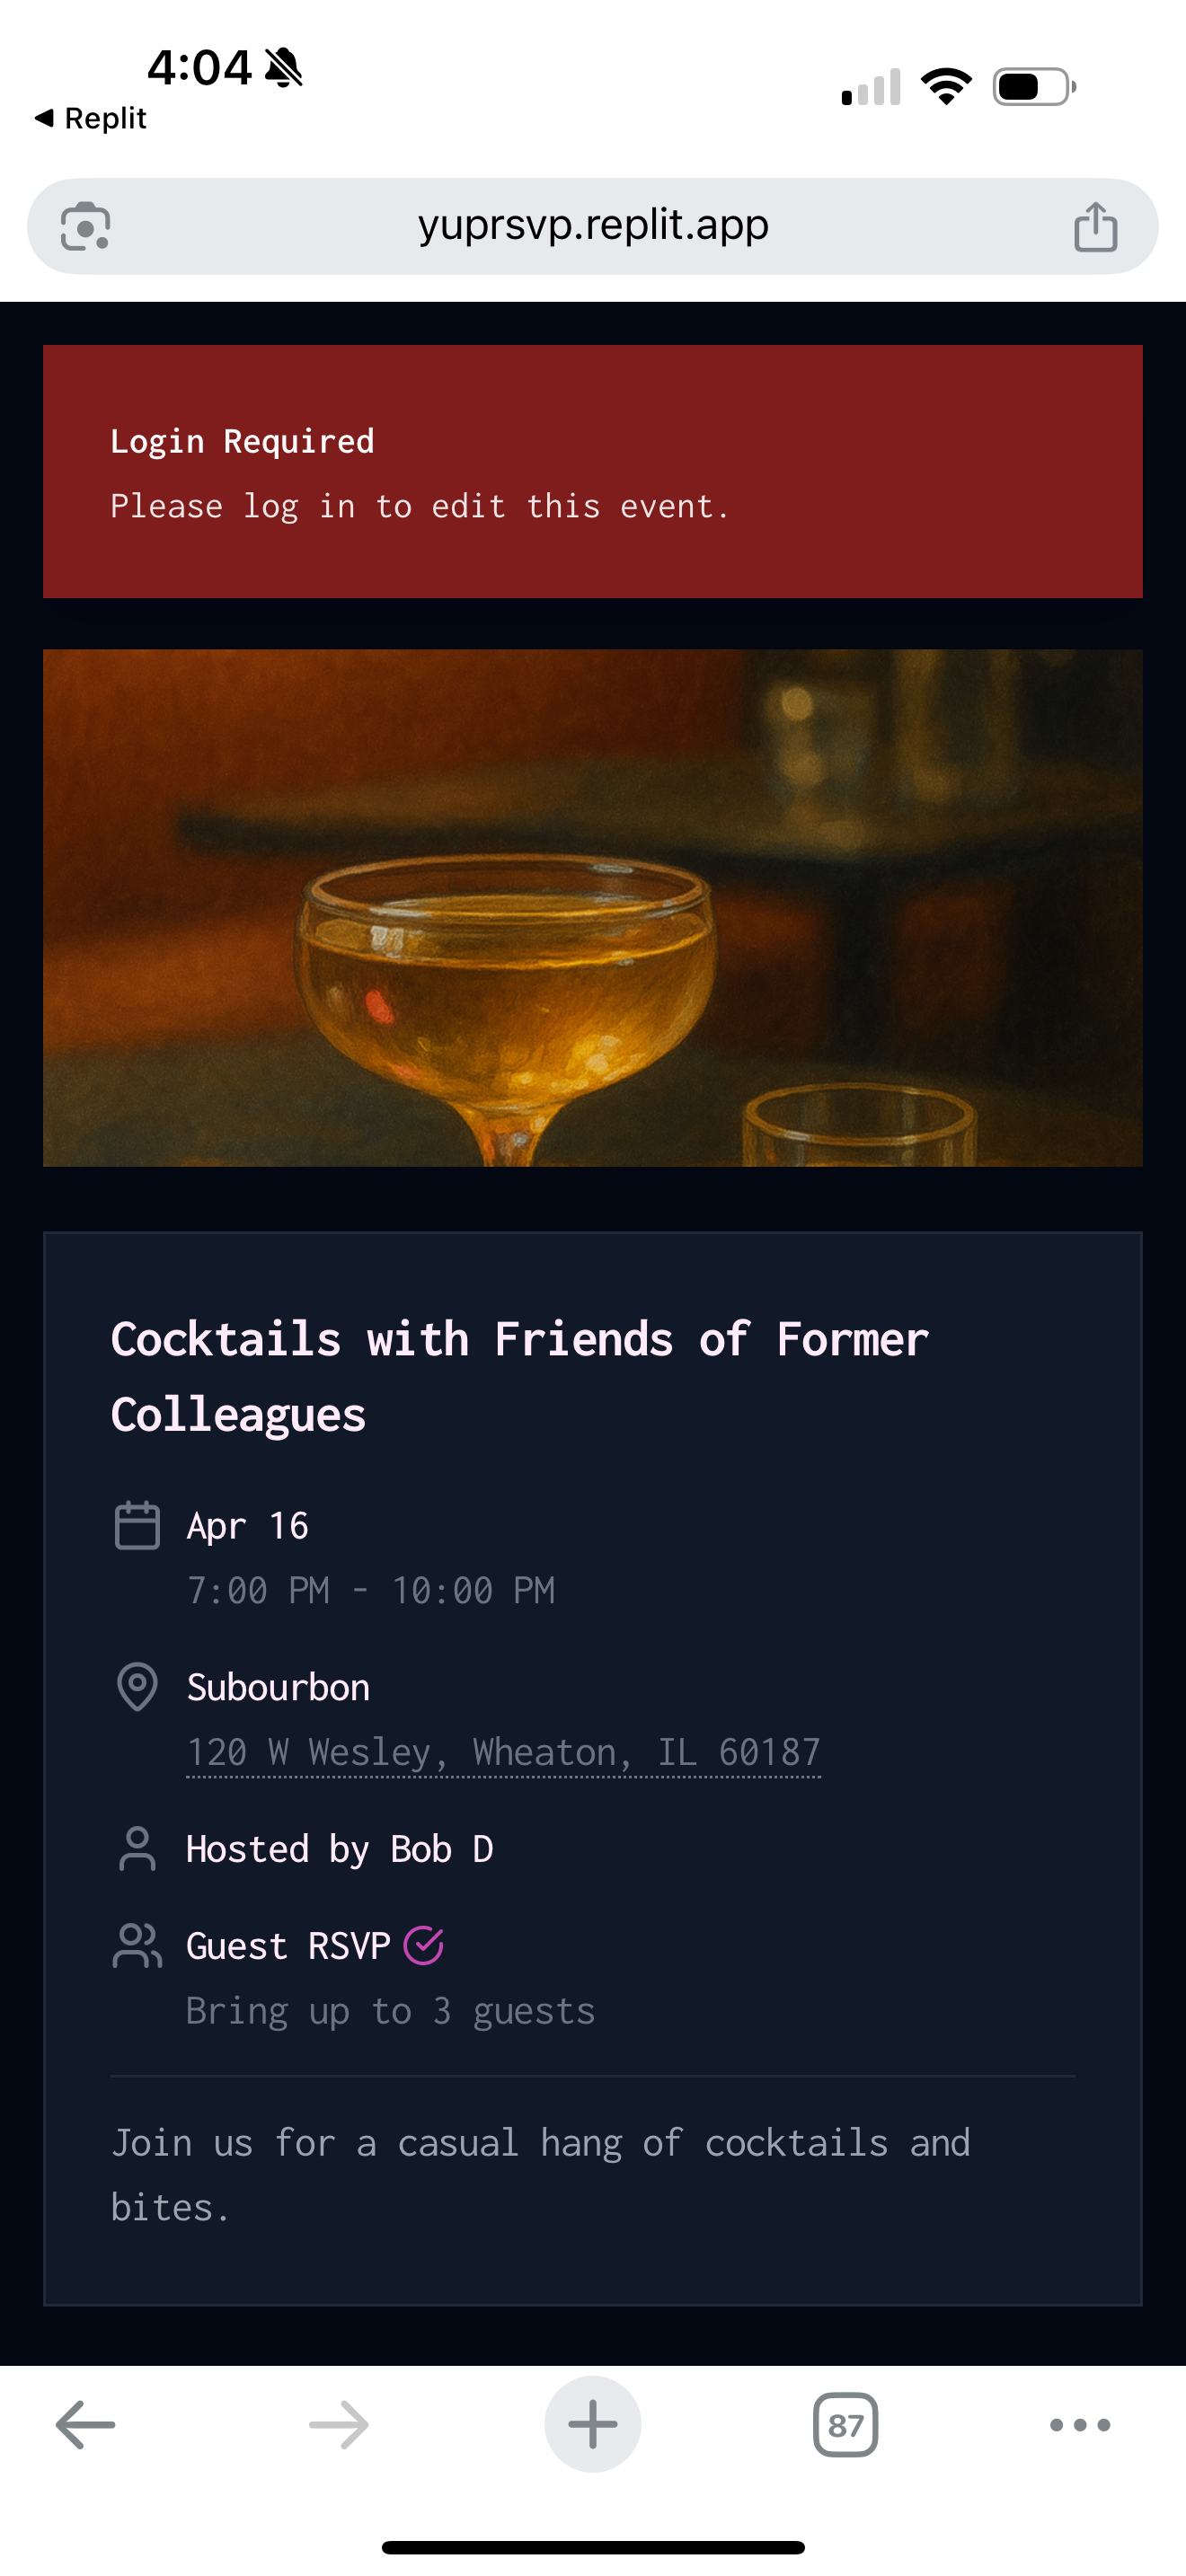 4:04
◀ Replit
yuprsvp.replit.app
Login Required
Please log in to edit this event.
Cocktails with Friends of Former
Colleagues
Apr 16
7:00 PM - 10:00 PM
Subourbon
120 W Wesley, Wheaton, IL 60187
Hosted by Bob D
Guest RSVP
Bring up to 3 guests
Join us for a casual hang of cocktails and
bites.
87